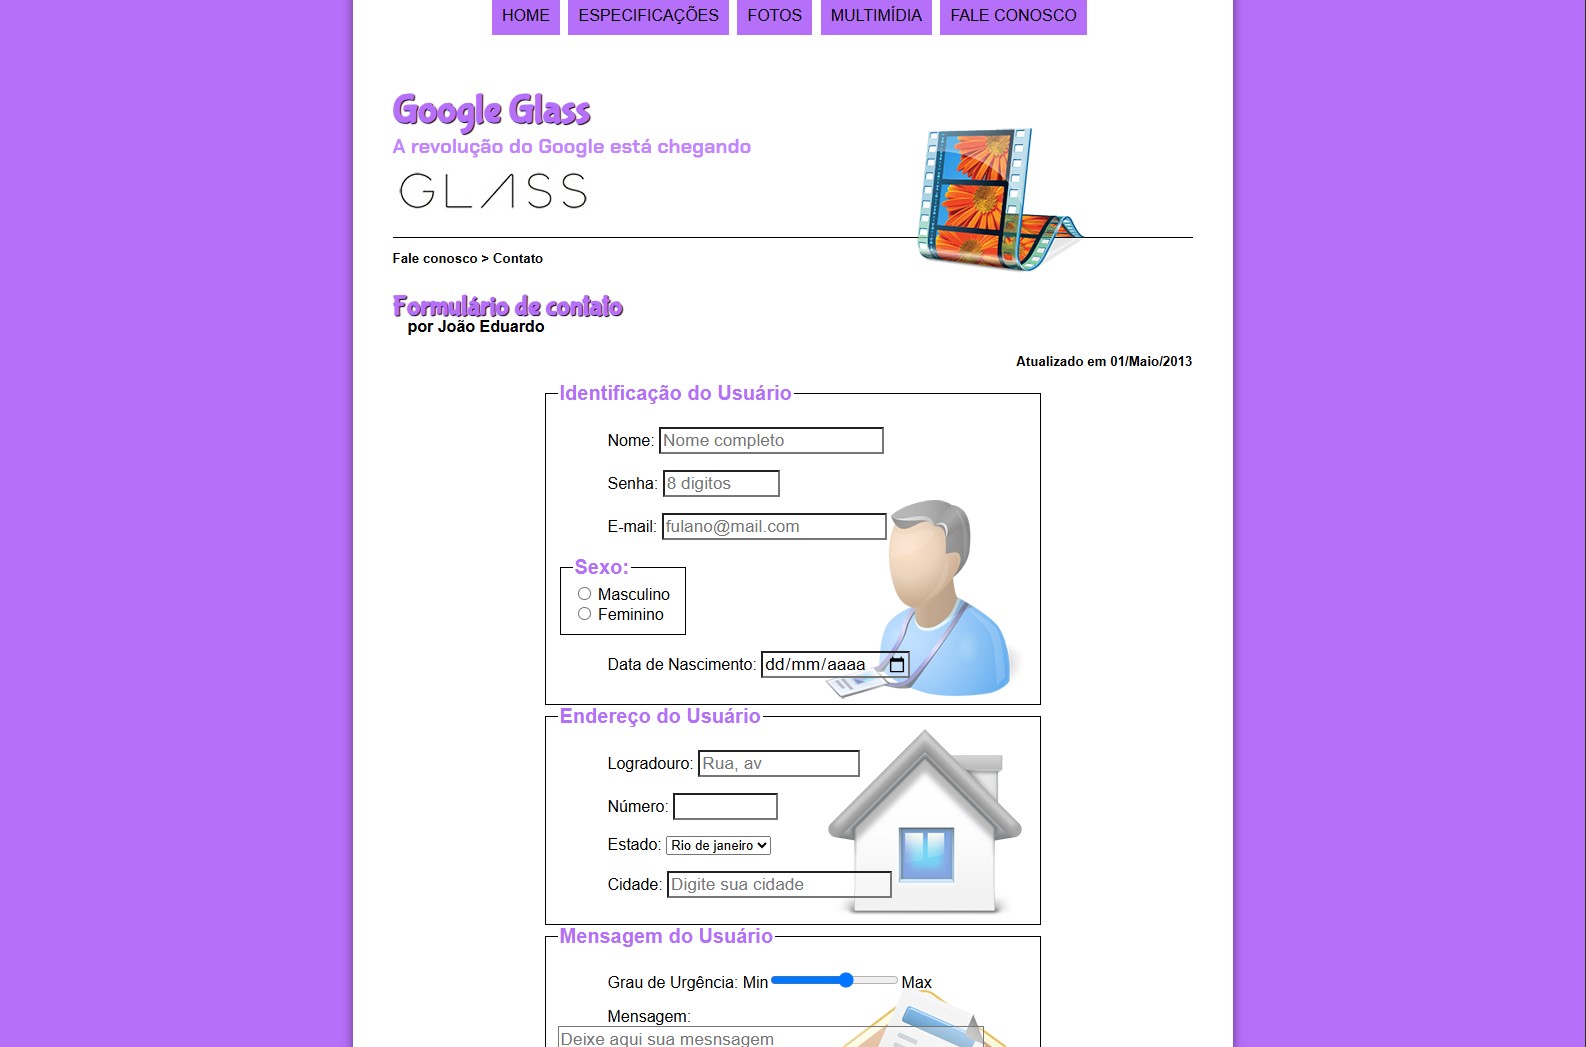 HOME ESPECIFICAÇÕES FOTOS MULTIMÍDIA FALE CONOSCO
Google Glass
A revolução do Google está chegando
GLASS
Fale conosco > Contato
Formulário de contato
por João Eduardo
Atualizado em 01/Maio/2013
Identificação do Usuário
Nome: Nome completo
Senha: 8 digitos
E-mail: fulano@mail.com
Sexo:
Masculino
Feminino
Data de Nascimento: dd/mm/aaaa
Endereço do Usuário
Logradouro: Rua, av
Número:
Estado: Rio de janeiro
Cidade: Digite sua cidade
Mensagem do Usuário
Grau de Urgência: Min Max
Mensagem:
Deixe aqui sua mesnsagem